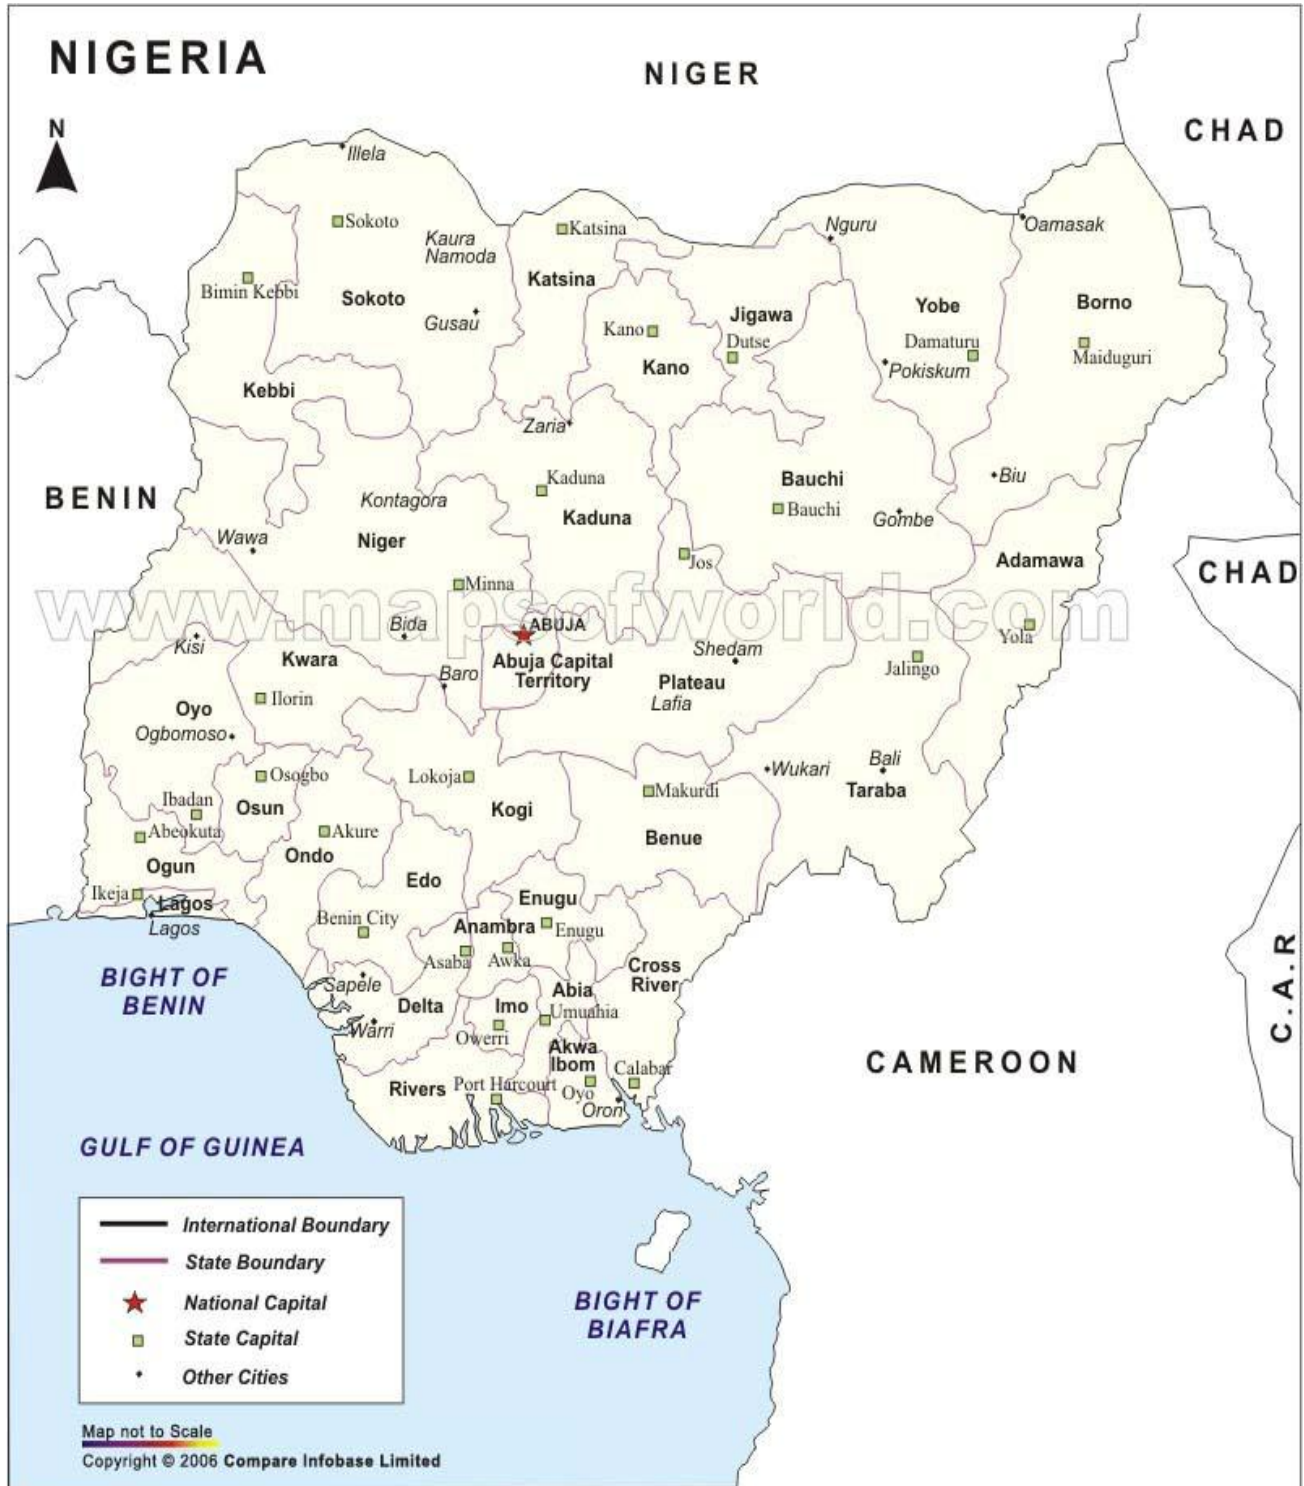 NIGERIA
NIGER
CHAD
N
Illela
Sokoto
Kaura
Namoda
Katsina
Nguru
Oamasak
Bimin Kebbi
Sokoto
Katsina
Gusau
Jigawa
Yobe
Borno
Kano
Dutse
Damaturu
Maiduguri
Kano
Pokiskum
Kebbi
Zaria
BENIN
Kontagora
Kaduna
Kaduna
Bauchi
Bauchi
Gombe
Biu
Wawa
Niger
Jos
Adamawa
CHAD
Minna
www.mapsofworld.com
Kisi
Bida
ABUJA
Yola
Kwara
Baro
Abuja Capital
Territory
Shedam
Plateau
Lafia
Jalingo
Ilorin
Oyo
Ogbomoso
Osogbo
Lokoja
Makurdi
Wukari
Bali
Taraba
Ibadan
Osun
Kogi
Abeokuta
Akure
Benue
Ogun
Ondo
Edo
Ikeja
Lagos
Lagos
Benin City
Enugu
Anambra
Enugu
Asaba
Awka
Cross
River
C.A.R
BIGHT OF
BENIN
Sapele
Delta
Imo
Abia
Umuahia
Warri
Owerri
Akwa
Ibom
CAMEROON
Rivers
Port Harcourt
Oyo
Calabar
Oron
GULF OF GUINEA
International Boundary
State Boundary
National Capital
State Capital
Other Cities
BIGHT OF
BIAFRA
Map not to Scale
Copyright © 2006 Compare Infobase Limited